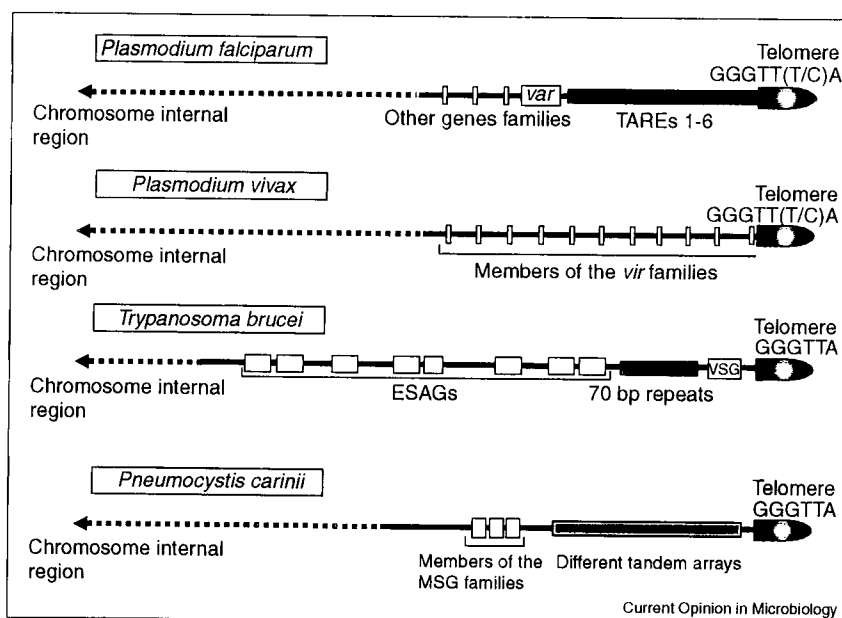 Plasmodium falciparum
Telomere
GGGTT(T/C)A
var
Chromosome internal
region
Other genes families
TAREs 1-6
Plasmodium vivax
Telomere
GGGTT(T/C)A
Chromosome internal
region
Members of the vir families
Trypanosoma brucei
Telomere
GGGTTA
VSG
Chromosome internal
region
ESAGs
70 bp repeats
Pneumocystis carinii
Telomere
GGGTTA
Chromosome internal
region
Members of the
MSG families
Different tandem arrays
Current Opinion in Microbiology